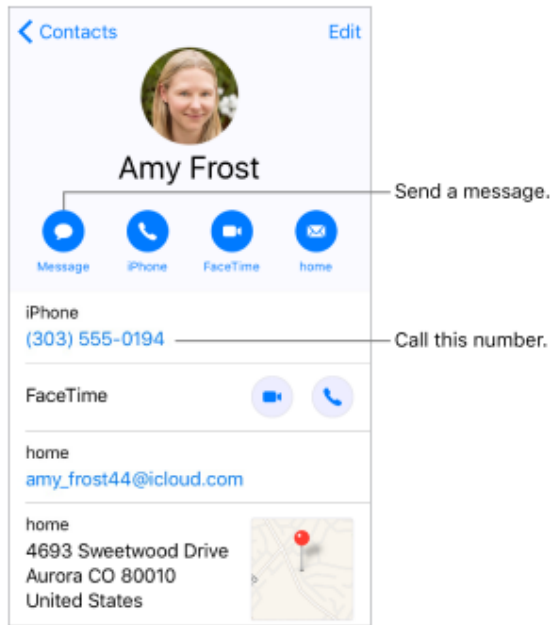 Contacts
Edit
Amy Frost
Send a message.
Message
iPhone
FaceTime
home
iPhone
(303) 555-0194
Call this number.
FaceTime
home
amy_frost44@icloud.com
home
4693 Sweetwood Drive
Aurora CO 80010
United States